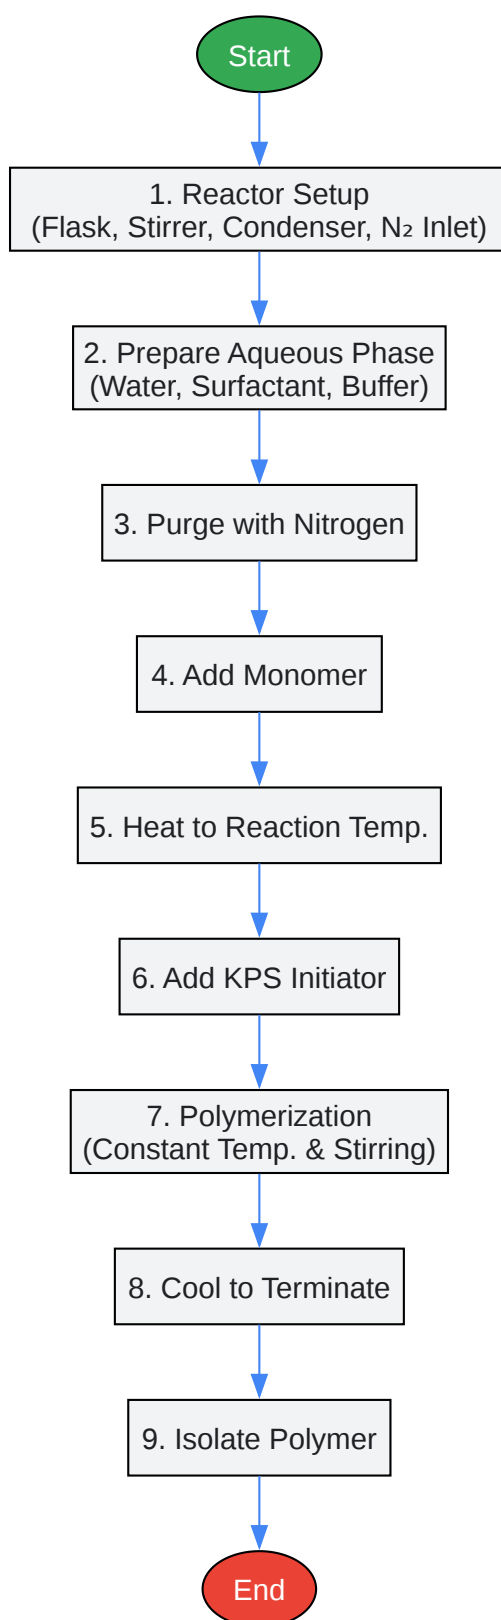 Start
1. Reactor Setup
(Flask, Stirrer, Condenser, N₂ Inlet)
2. Prepare Aqueous Phase
(Water, Surfactant, Buffer)
3. Purge with Nitrogen
4. Add Monomer
5. Heat to Reaction Temp.
6. Add KPS Initiator
7. Polymerization
(Constant Temp. & Stirring)
8. Cool to Terminate
9. Isolate Polymer
End